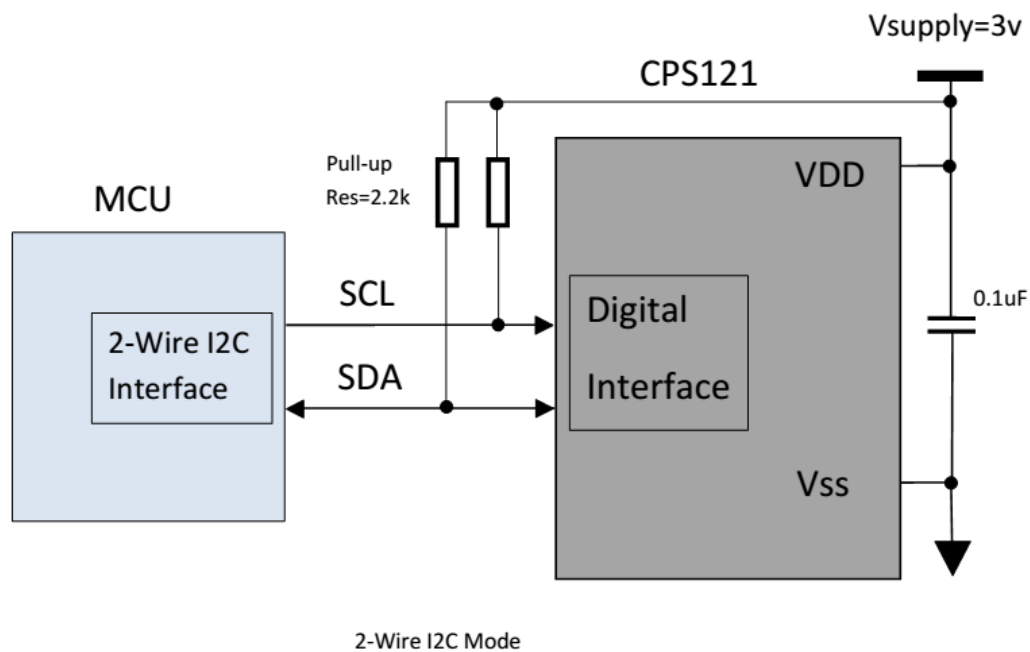 Vsupply=3v
CPS121
Pull-up
Res=2.2k
VDD
MCU
SCL
Digital
Interface
0.1uF
2-Wire I2C
Interface
SDA
Vss
2-Wire I2C Mode